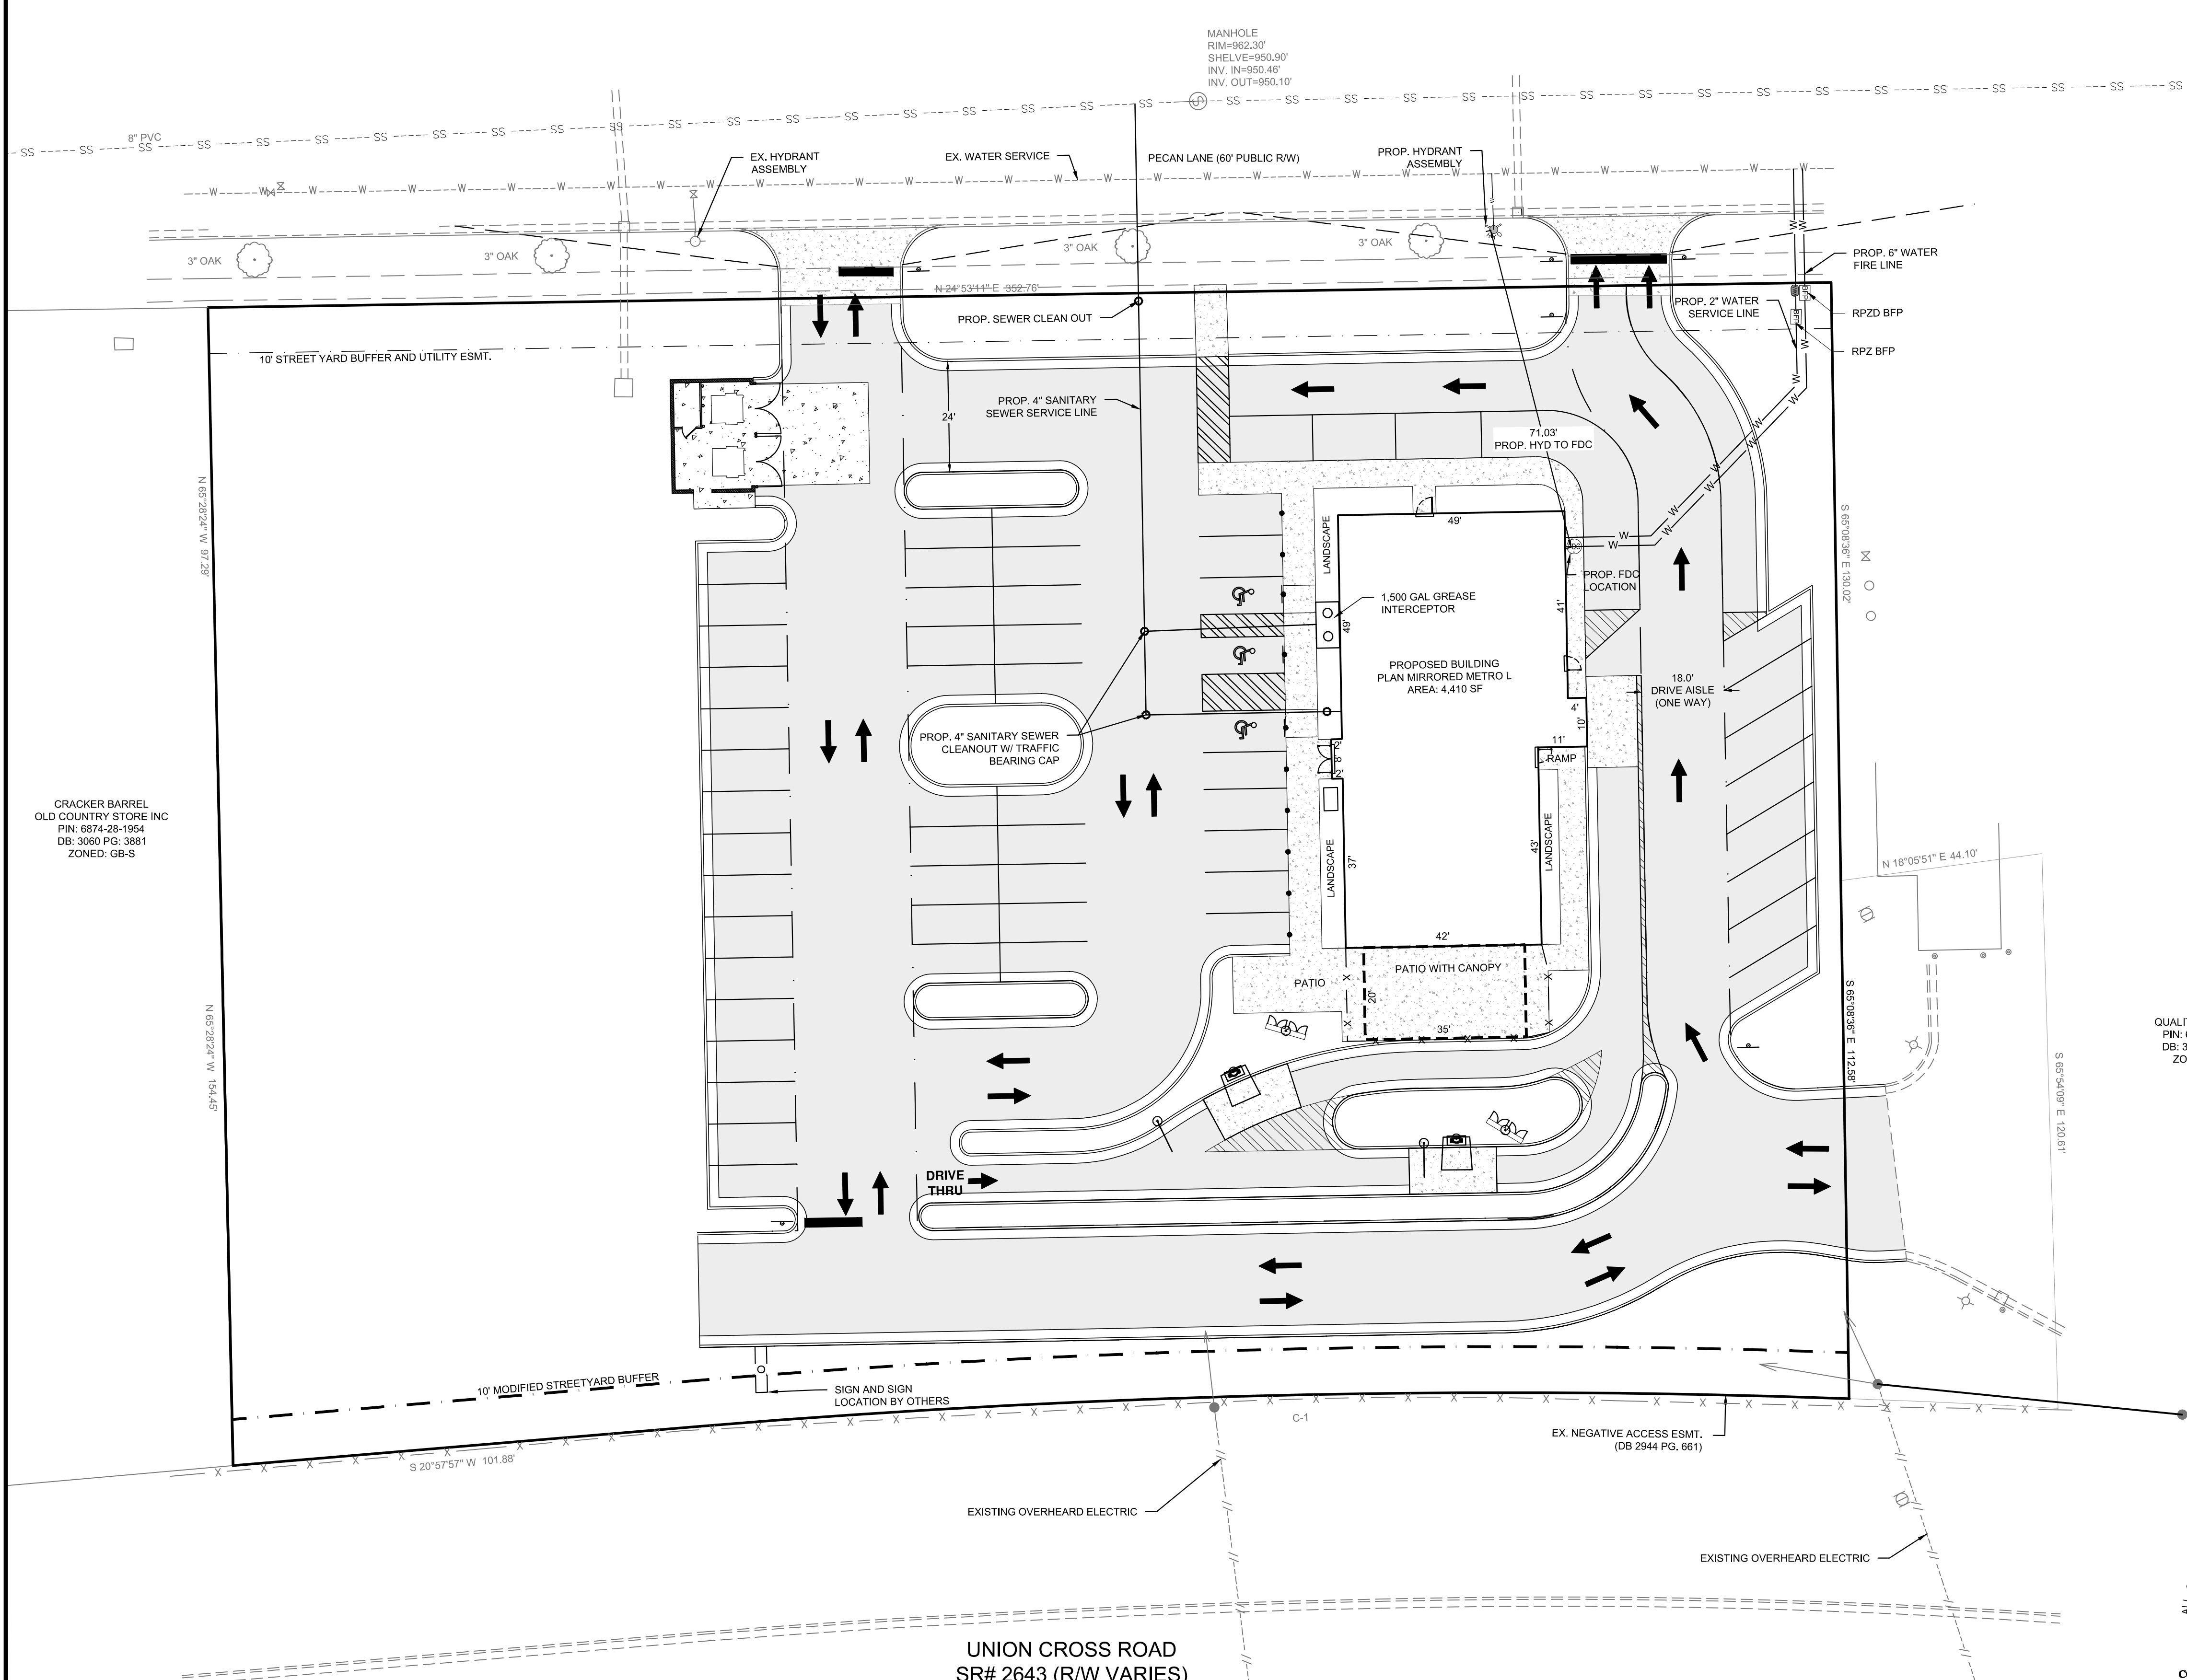 MANHOLE
RIM=962.30'
SHELVE=950.90'
INV. IN=950.46'
INV. OUT=950.10'
8" PVC
EX. HYDRANT
ASSEMBLY
EX. WATER SERVICE
PECAN LANE (60' PUBLIC R/W)
PROP. HYDRANT
ASSEMBLY
3" OAK
3" OAK
3" OAK
3" OAK
PROP. 6" WATER
FIRE LINE
N 24°53'11" E 352.76'
PROP. SEWER CLEAN OUT
PROP. 2" WATER
SERVICE LINE
RPZD BFP
RPZ BFP
10' STREET YARD BUFFER AND UTILITY ESMT.
24'
PROP. 4" SANITARY
SEWER SERVICE LINE
71.03'
PROP. HYD TO FDC
N 65°28'24" W 97.29'
S 65°08'36" E 130.02'
LANDSCAPE
49'
PROP. FDC
LOCATION
1,500 GAL GREASE
INTERCEPTOR
41'
49'
PROPOSED BUILDING
PLAN MIRRORED METRO L
AREA: 4,410 SF
18.0'
DRIVE AISLE
(ONE WAY)
4'
10'
11'
RAMP
PROP. 4" SANITARY SEWER
CLEANOUT W/ TRAFFIC
BEARING CAP
2'
8'
2'
CRACKER BARREL
OLD COUNTRY STORE INC
PIN: 6874-28-1954
DB: 3060 PG: 3881
ZONED: GB-S
LANDSCAPE
37'
43'
LANDSCAPE
N 18°05'51" E 44.10'
42'
PATIO WITH CANOPY
PATIO
20'
35'
N 65°28'24" W 154.45'
S 65°08'36" E 112.58'
S 65°54'09" E 120.61'
DRIVE
THRU
10' MODIFIED STREETYARD BUFFER
SIGN AND SIGN
LOCATION BY OTHERS
C-1
EX. NEGATIVE ACCESS ESMT.
(DB 2944 PG. 661)
S 20°57'57" W 101.88'
EXISTING OVERHEARD ELECTRIC
EXISTING OVERHEARD ELECTRIC
UNION CROSS ROAD
SR# 2643 (R/W VARIES)